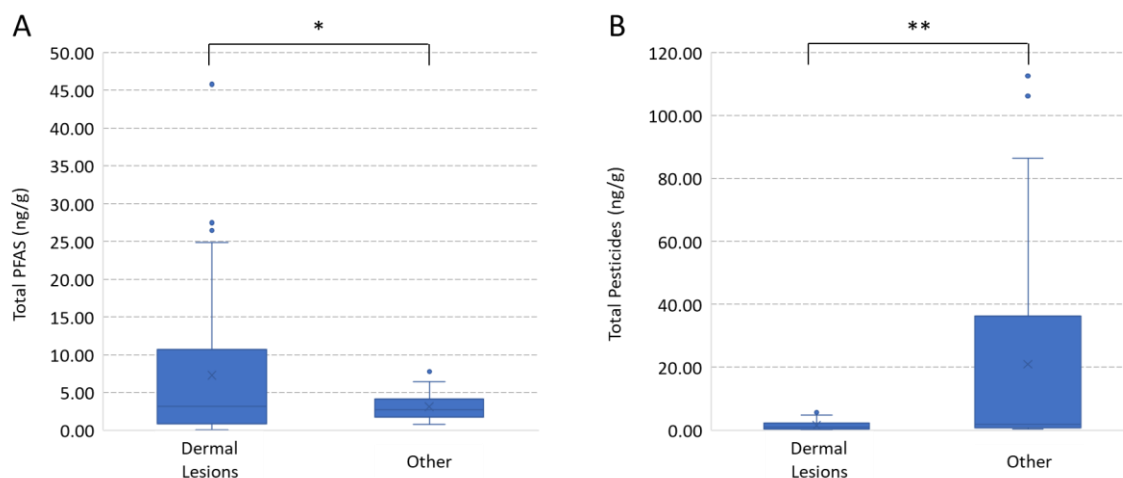 A
*
50.00
45.00
40.00
35.00
30.00
25.00
20.00
15.00
10.00
5.00
0.00
Total PFAS (ng/g)
Dermal
Lesions
Other
B
**
120.00
100.00
80.00
60.00
40.00
20.00
0.00
Total Pesticides (ng/g)
Dermal
Lesions
Other